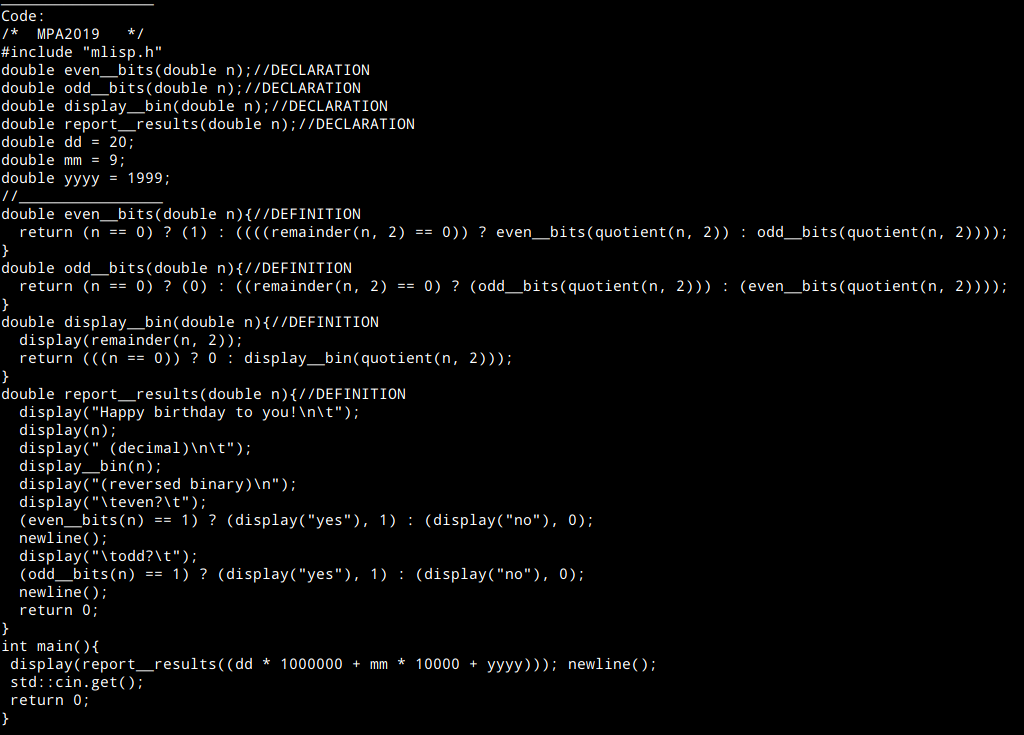 _________________
Code:
/*  MPA2019   */
#include "mlisp.h"
double even__bits(double n);//DECLARATION
double odd__bits(double n);//DECLARATION
double display__bin(double n);//DECLARATION
double report__results(double n);//DECLARATION
double dd = 20;
double mm = 9;
double yyyy = 1999;
//________________
double even__bits(double n){//DEFINITION
  return (n == 0) ? (1) : ((((remainder(n, 2) == 0)) ? even__bits(quotient(n, 2)) : odd__bits(quotient(n, 2))));
}
double odd__bits(double n){//DEFINITION
  return (n == 0) ? (0) : ((remainder(n, 2) == 0) ? (odd__bits(quotient(n, 2))) : (even__bits(quotient(n, 2))));
}
double display__bin(double n){//DEFINITION
  display(remainder(n, 2));
  return (((n == 0)) ? 0 : display__bin(quotient(n, 2)));
}
double report__results(double n){//DEFINITION
  display("Happy birthday to you!\n\t");
  display(n);
  display(" (decimal)\n\t");
  display__bin(n);
  display("(reversed binary)\n");
  display("\teven?\t");
  (even__bits(n) == 1) ? (display("yes"), 1) : (display("no"), 0);
  newline();
  display("\todd?\t");
  (odd__bits(n) == 1) ? (display("yes"), 1) : (display("no"), 0);
  newline();
  return 0;
}
int main(){
 display(report__results((dd * 1000000 + mm * 10000 + yyyy))); newline();
 std::cin.get();
 return 0;
}